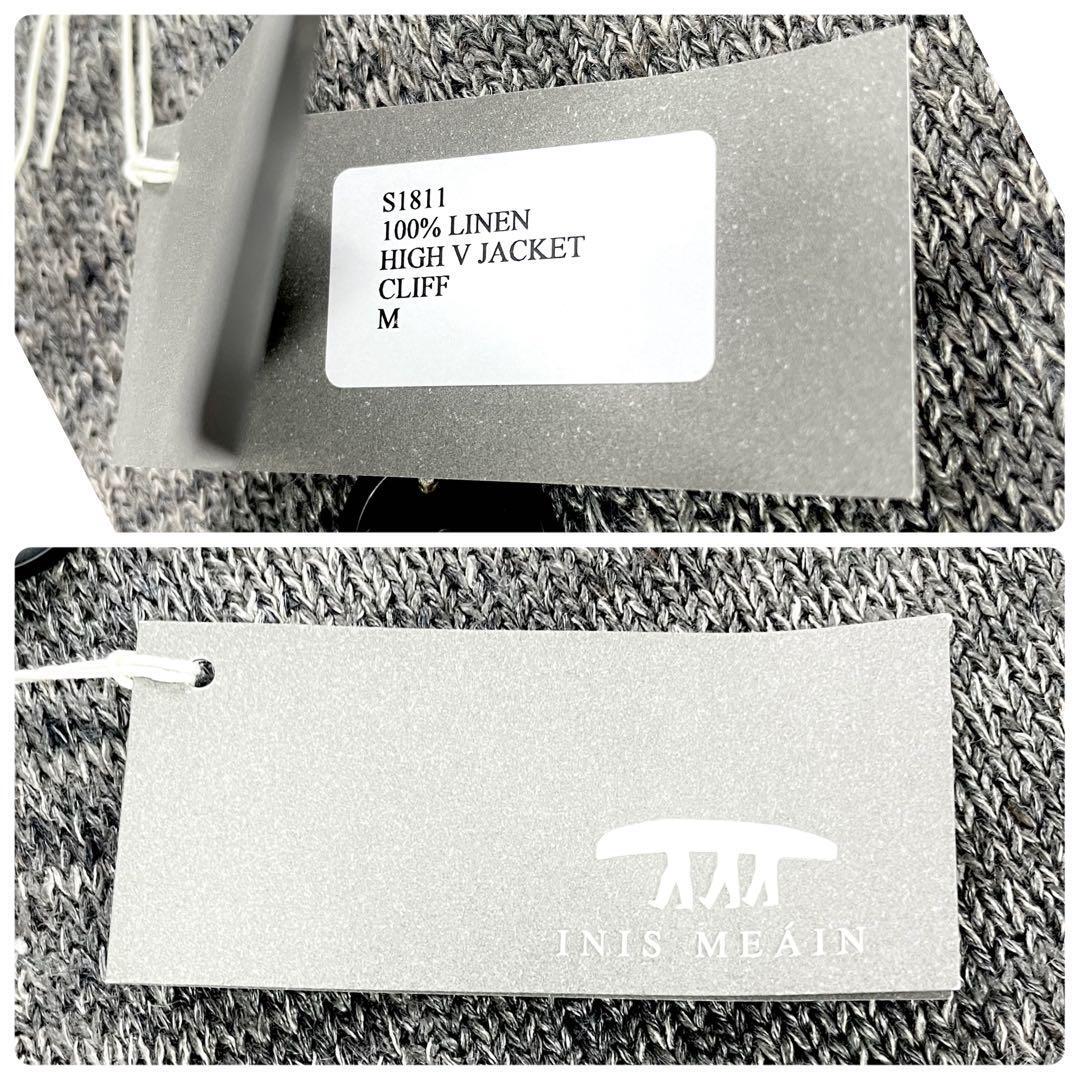 S1811
100% LINEN
HIGH V JACKET
CLIFF
M
INIS MEÁIN